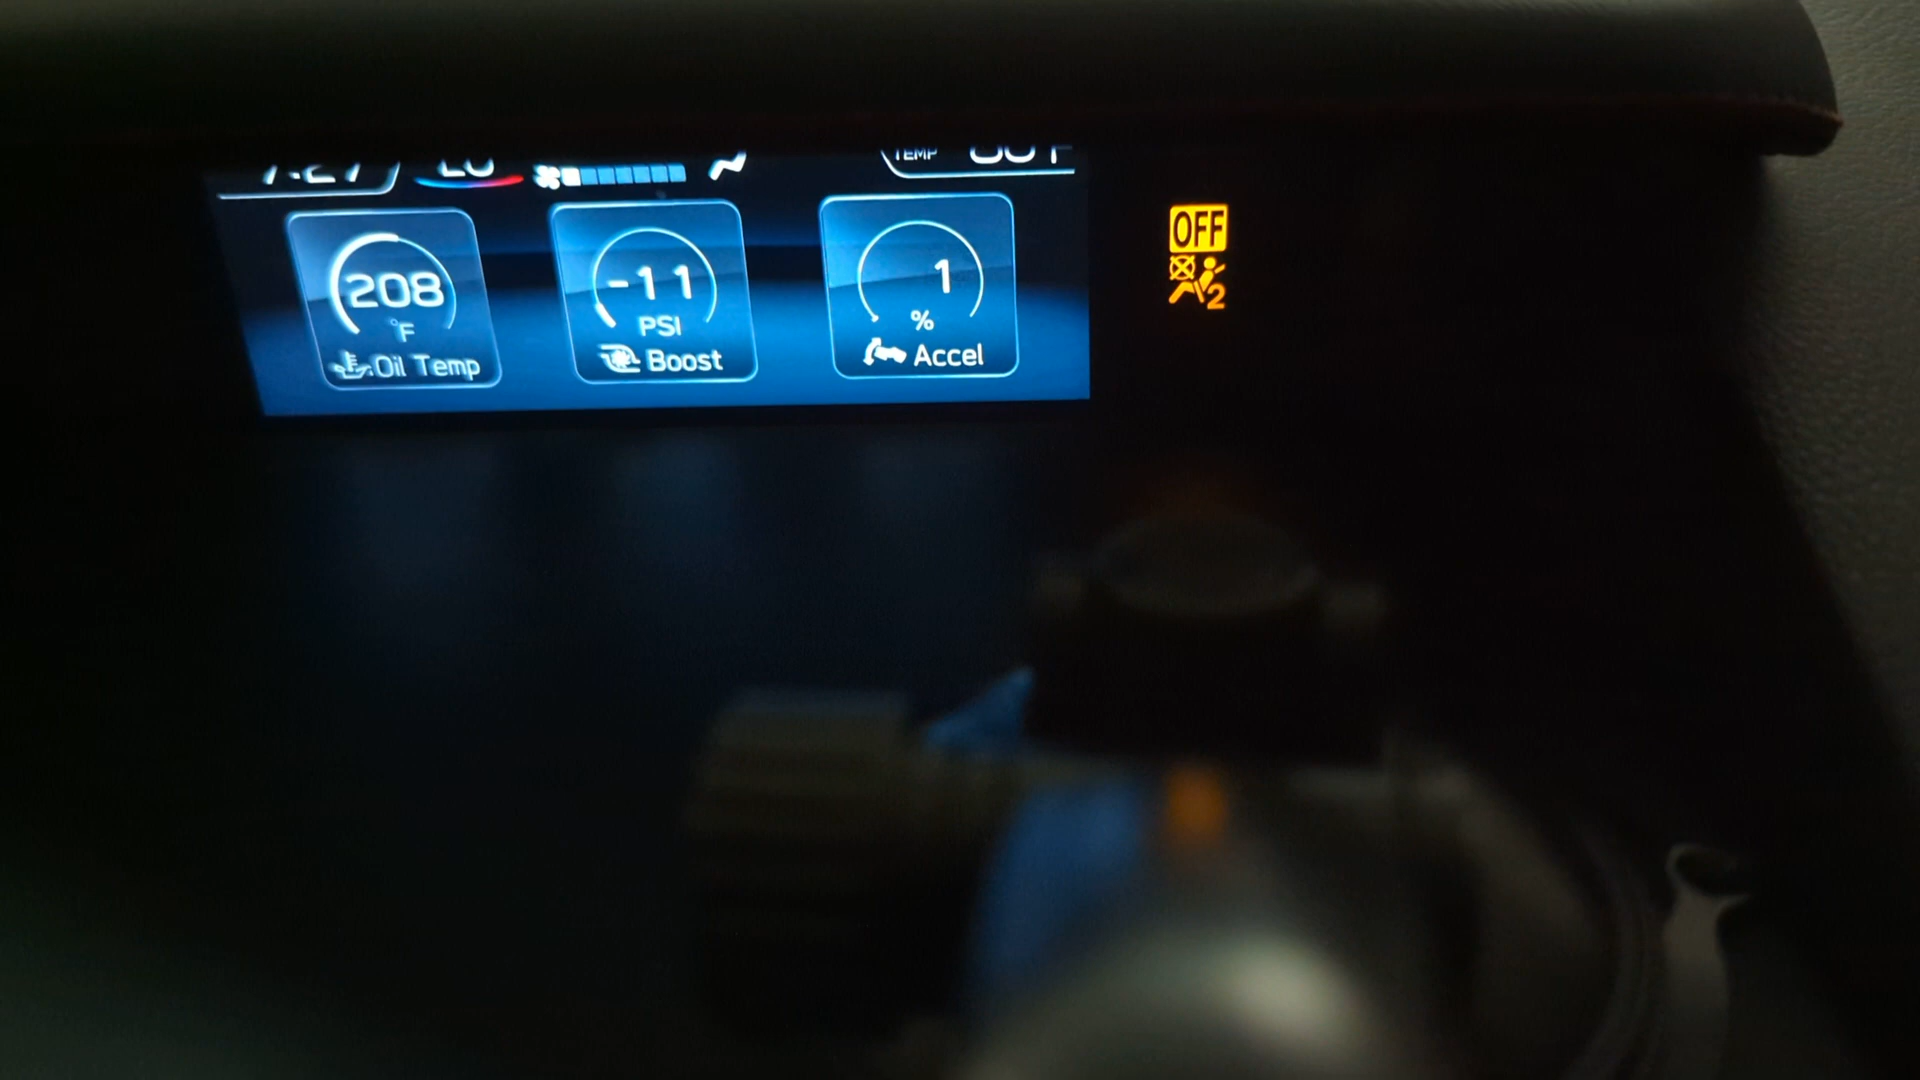 TEMP
208
°F
Oil Temp
-11
PSI
Boost
1
%
Accel
OFF
2